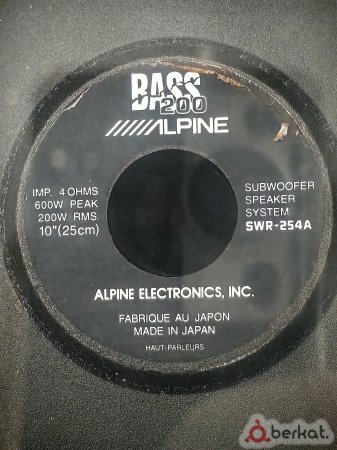 BASS
200
ALPINE
IMP. 4 OHMS
600W PEAK
200W RMS.
10"(25cm)
SUBWOOFER
SPEAKER
SYSTEM
SWR-254A
ALPINE ELECTRONICS, INC.
FABRIQUE AU JAPON
MADE IN JAPAN
HAUT-PARLEURS
berkat.